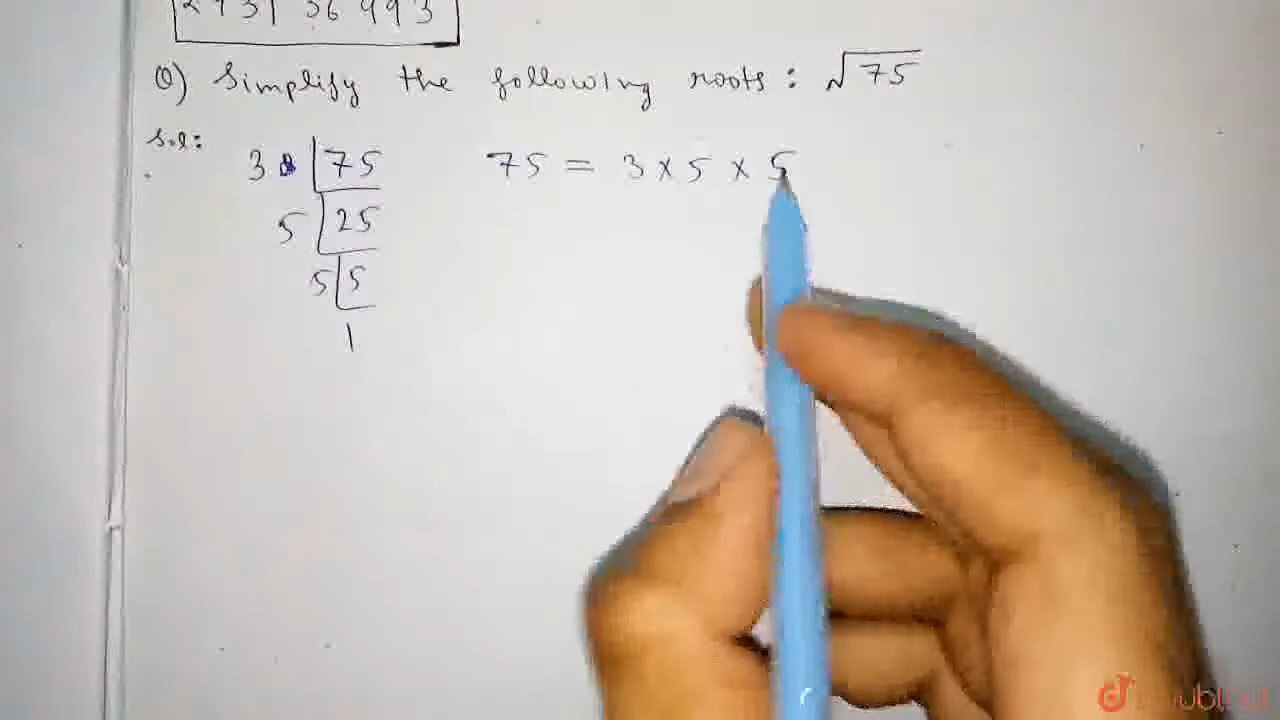 Q) Simplify the following roots: √75
Sol:
3 75 75 = 3 x 5 x 5
5 25
5 5
1